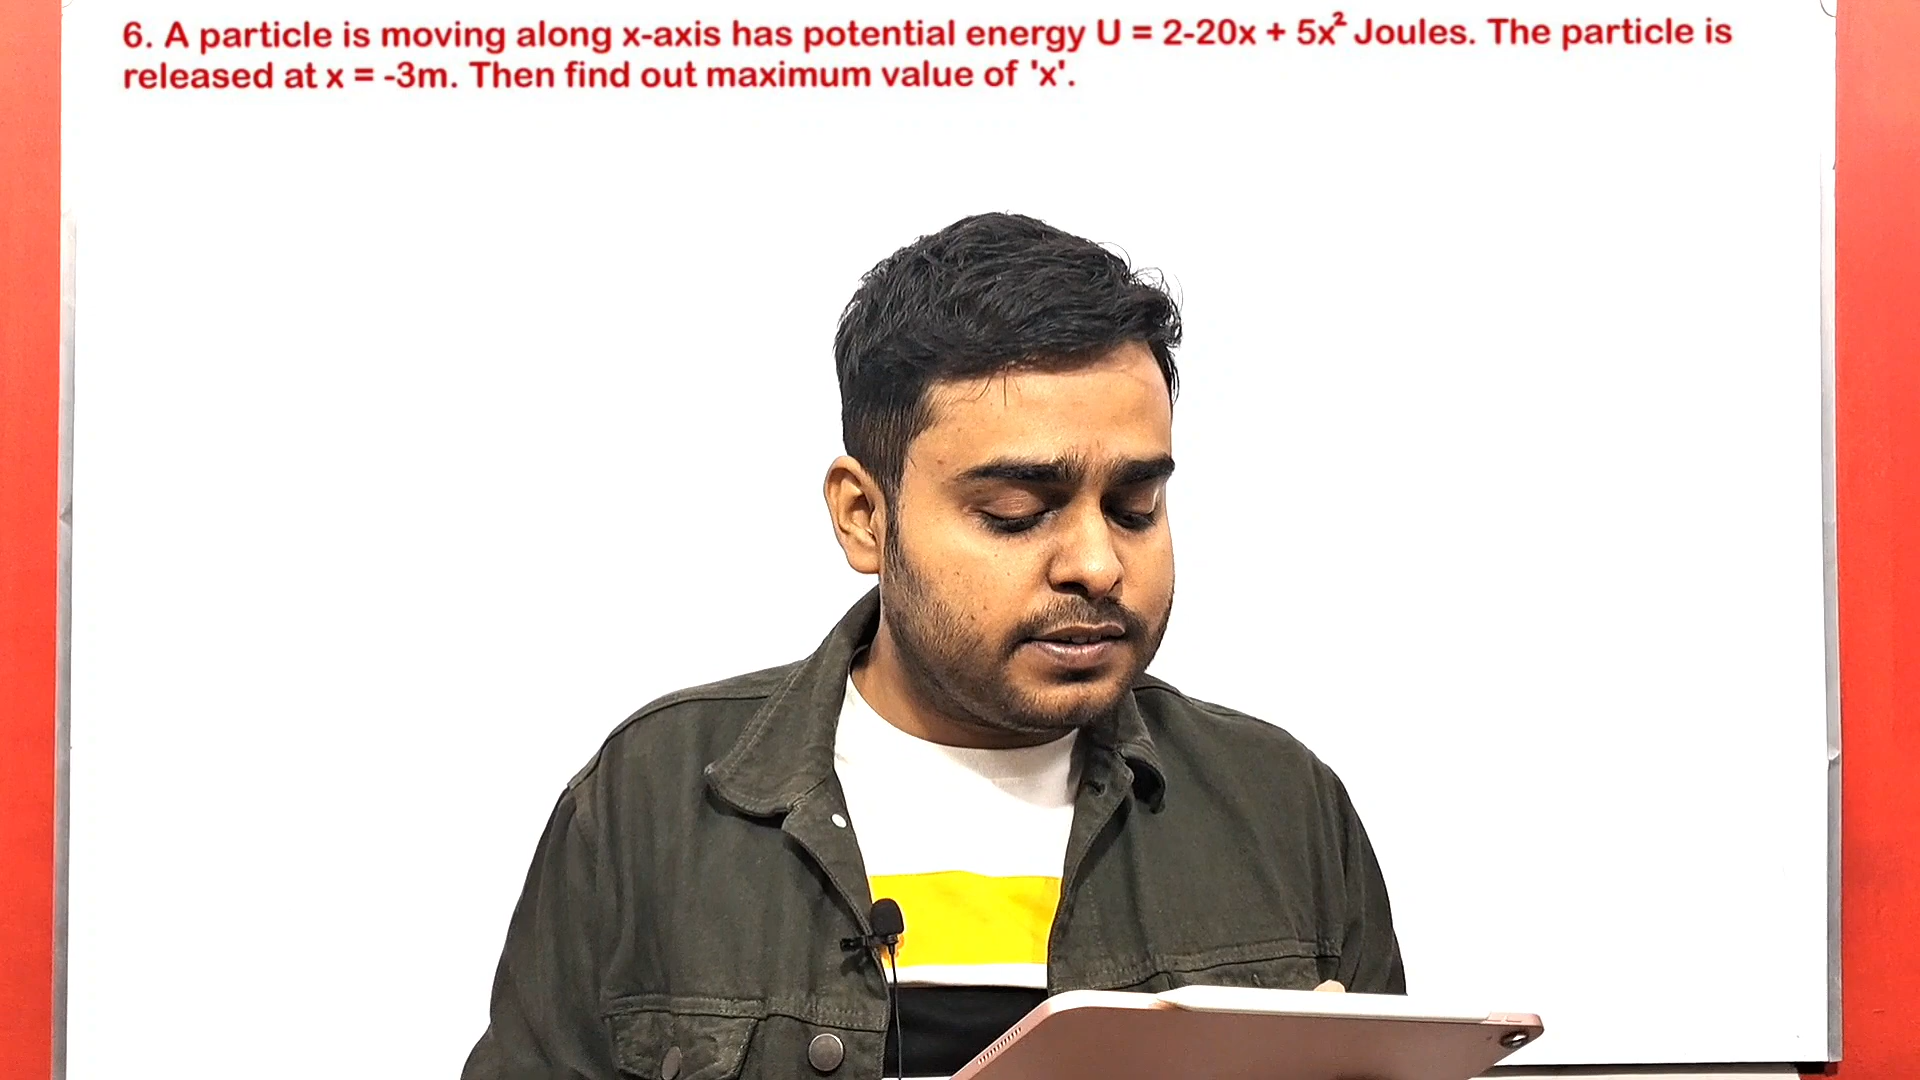 6. A particle is moving along x-axis has potential energy U = 2-20x + 5x² Joules. The particle is
released at x = -3m. Then find out maximum value of 'x'.